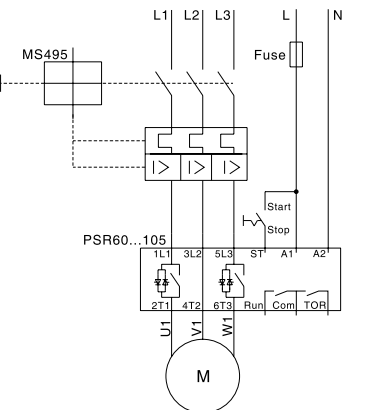 L1 L2 L3 L N
MS495
Fuse
Start
Stop
PSR60...105
1L1 3L2 5L3 ST A1 A2
2T1 4T2 6T3 Run Com TOR
U1 V1 W1
M